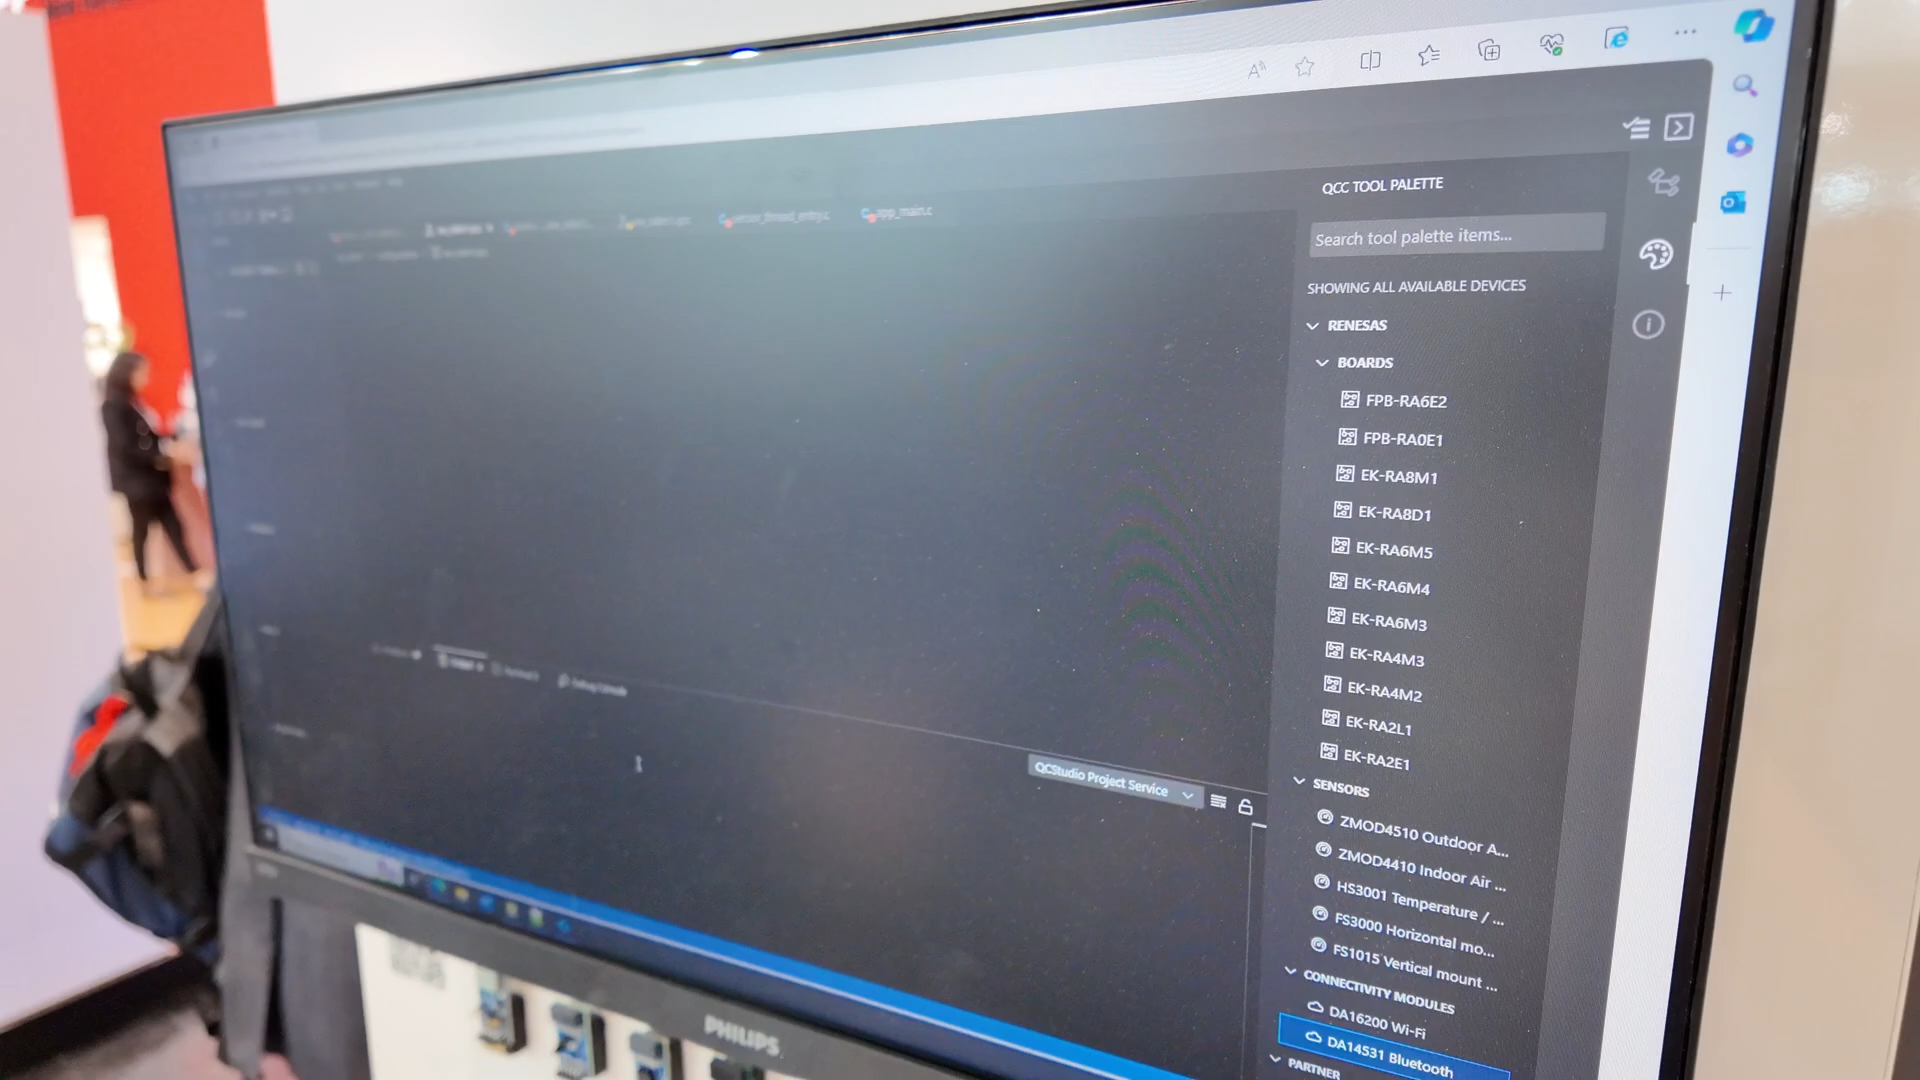 sensor_thread_entry.c
app_main.c
QCC TOOL PALETTE
Search tool palette items...
SHOWING ALL AVAILABLE DEVICES
RENESAS
BOARDS
FPB-RA6E2
FPB-RA0E1
EK-RA8M1
EK-RA8D1
EK-RA6M5
EK-RA6M4
EK-RA6M3
EK-RA4M3
EK-RA4M2
EK-RA2L1
EK-RA2E1
SENSORS
ZMOD4510 Outdoor A...
ZMOD4410 Indoor Air ...
HS3001 Temperature / ...
FS3000 Horizontal mo...
FS1015 Vertical mount ...
CONNECTIVITY MODULES
DA16200 Wi-Fi
DA14531 Bluetooth
PARTNER
Debug Console
QCStudio Project Service
PHILIPS